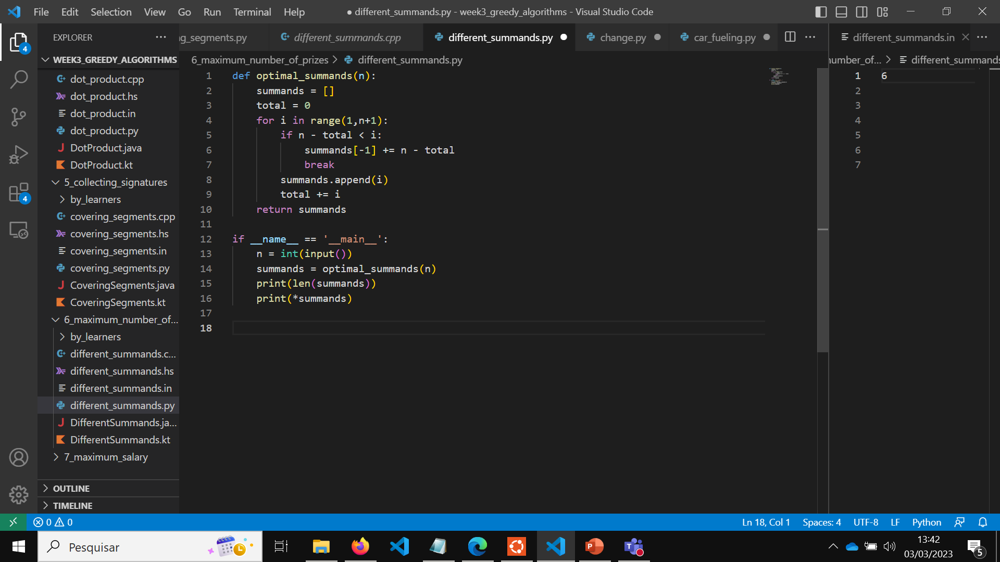 File Edit Selection View Go Run Terminal Help
● different_summands.py - week3_greedy_algorithms - Visual Studio Code
EXPLORER
WEEK3_GREEDY_ALGORITHMS
dot_product.cpp
dot_product.hs
dot_product.in
dot_product.py
DotProduct.java
DotProduct.kt
5_collecting_signatures
by_learners
covering_segments.cpp
covering_segments.hs
covering_segments.in
covering_segments.py
CoveringSegments.java
CoveringSegments.kt
6_maximum_number_of...
by_learners
different_summands.c...
different_summands.hs
different_summands.in
different_summands.py
DifferentSummands.ja...
DifferentSummands.kt
7_maximum_salary
OUTLINE
TIMELINE
4
4
ng_segments.py different_summands.cpp different_summands.py change.py car_fueling.py
6_maximum_number_of_prizes > different_summands.py
1 def optimal_summands(n):
2 summands = []
3 total = 0
4 for i in range(1,n+1):
5 if n - total < i:
6 summands[-1] += n - total
7 break
8 summands.append(i)
9 total += i
10 return summands
11
12 if __name__ == '__main__':
13 n = int(input())
14 summands = optimal_summands(n)
15 print(len(summands))
16 print(*summands)
17
18
different_summands.in
number_of... > different_summands
1 6
2
3
4
5
6
7
0 0 Ln 18, Col 1 Spaces: 4 UTF-8 LF Python
Pesquisar
13:42
03/03/2023
5